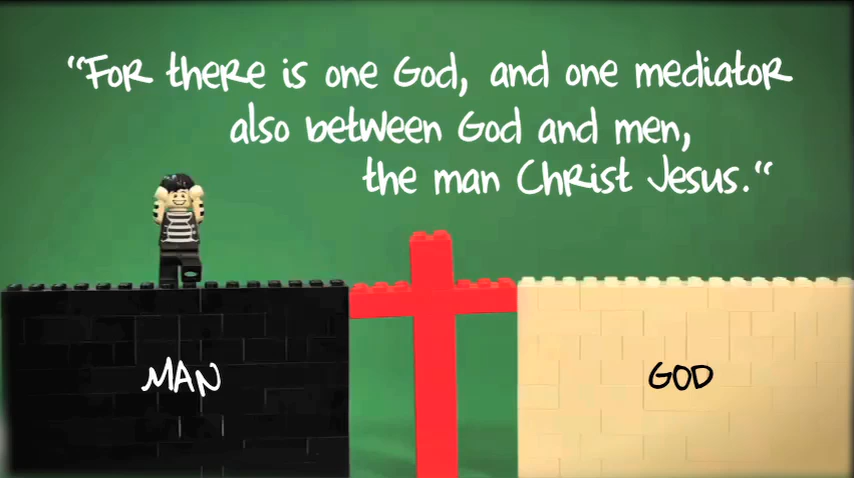 “For there is one God, and one mediator
also between God and men,
the man Christ Jesus.“
MAN
GOD